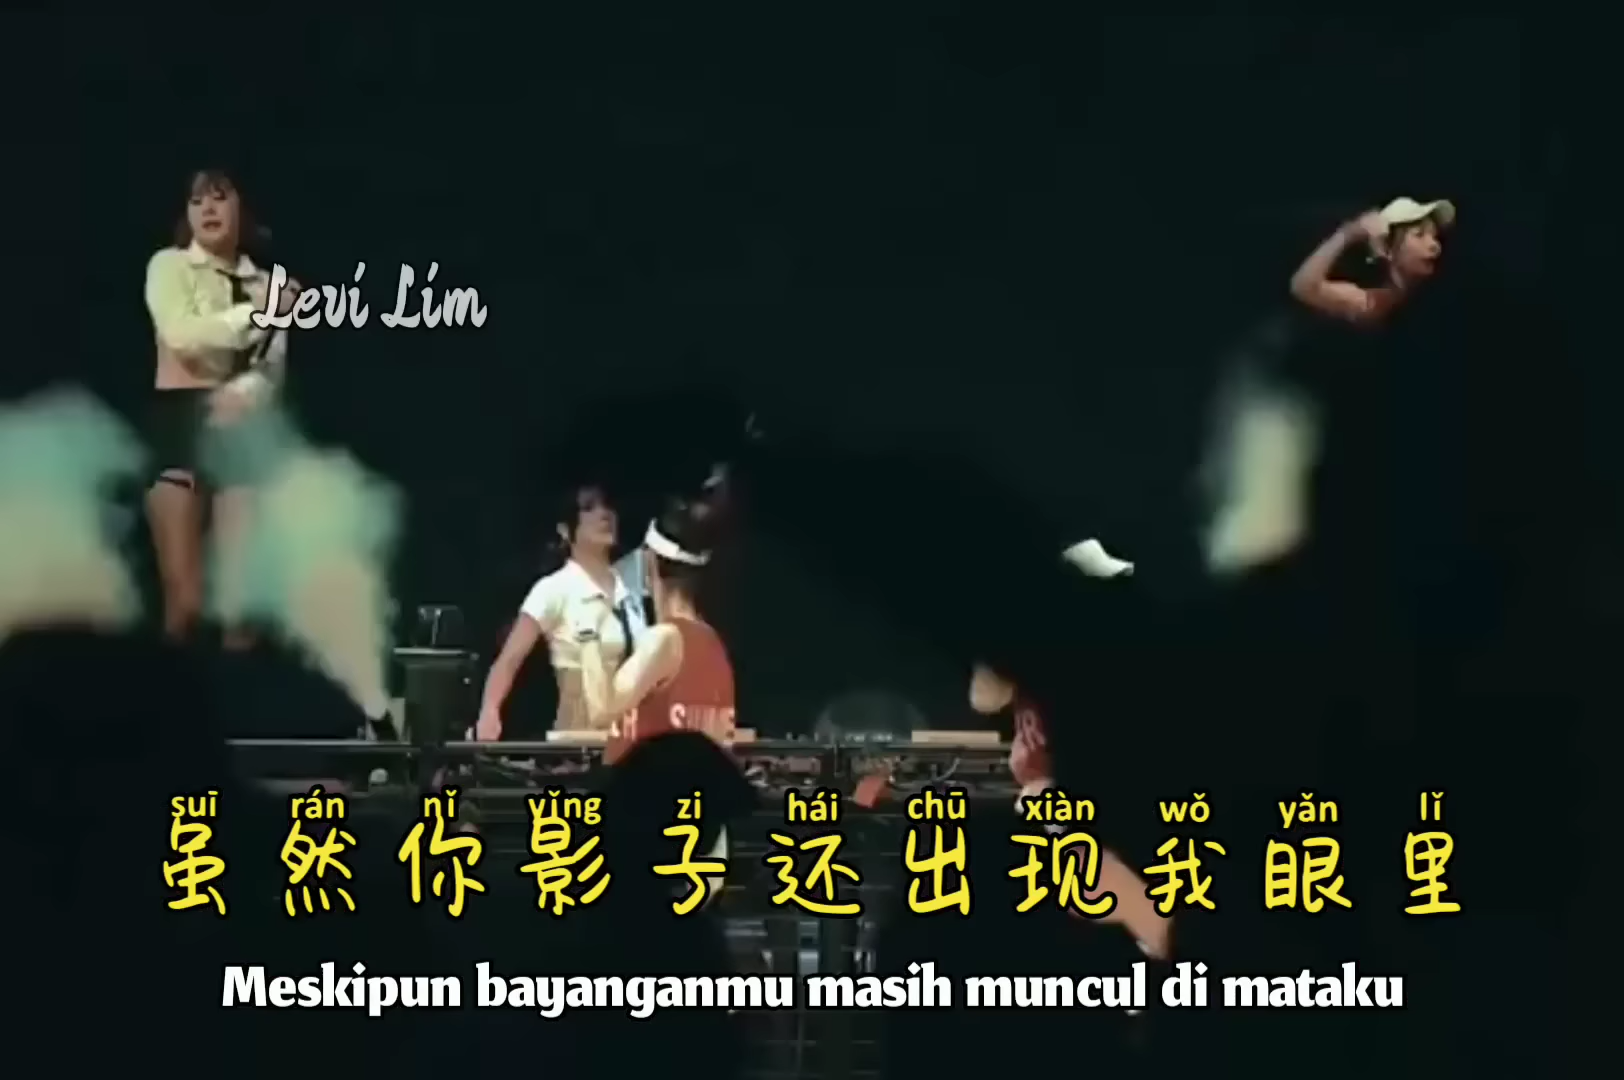 Levi Lim
suī rán nǐ yǐng zi hái chū xiàn wǒ yǎn lǐ
虽然你影子还出现我眼里
Meskipun bayanganmu masih muncul di mataku